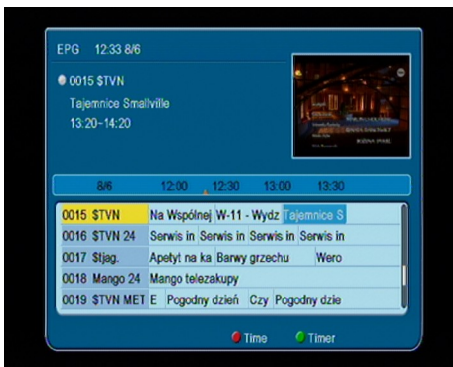 EPG 12:33 8/6
0015 $TVN
Tajemnice Smallville
13:20-14:20
8/6 12:00 12:30 13:00 13:30
0015 $TVN Na Wspólnej W-11 - Wydz Tajemnice S
0016 $TVN 24 Serwis in Serwis in Serwis in Serwis in
0017 $tjag. Apetyt na ka Barwy grzechu Wero
0018 Mango 24 Mango telezakupy
0019 $TVN MET E Pogodny dzień Czy Pogodny dzie
Time Timer